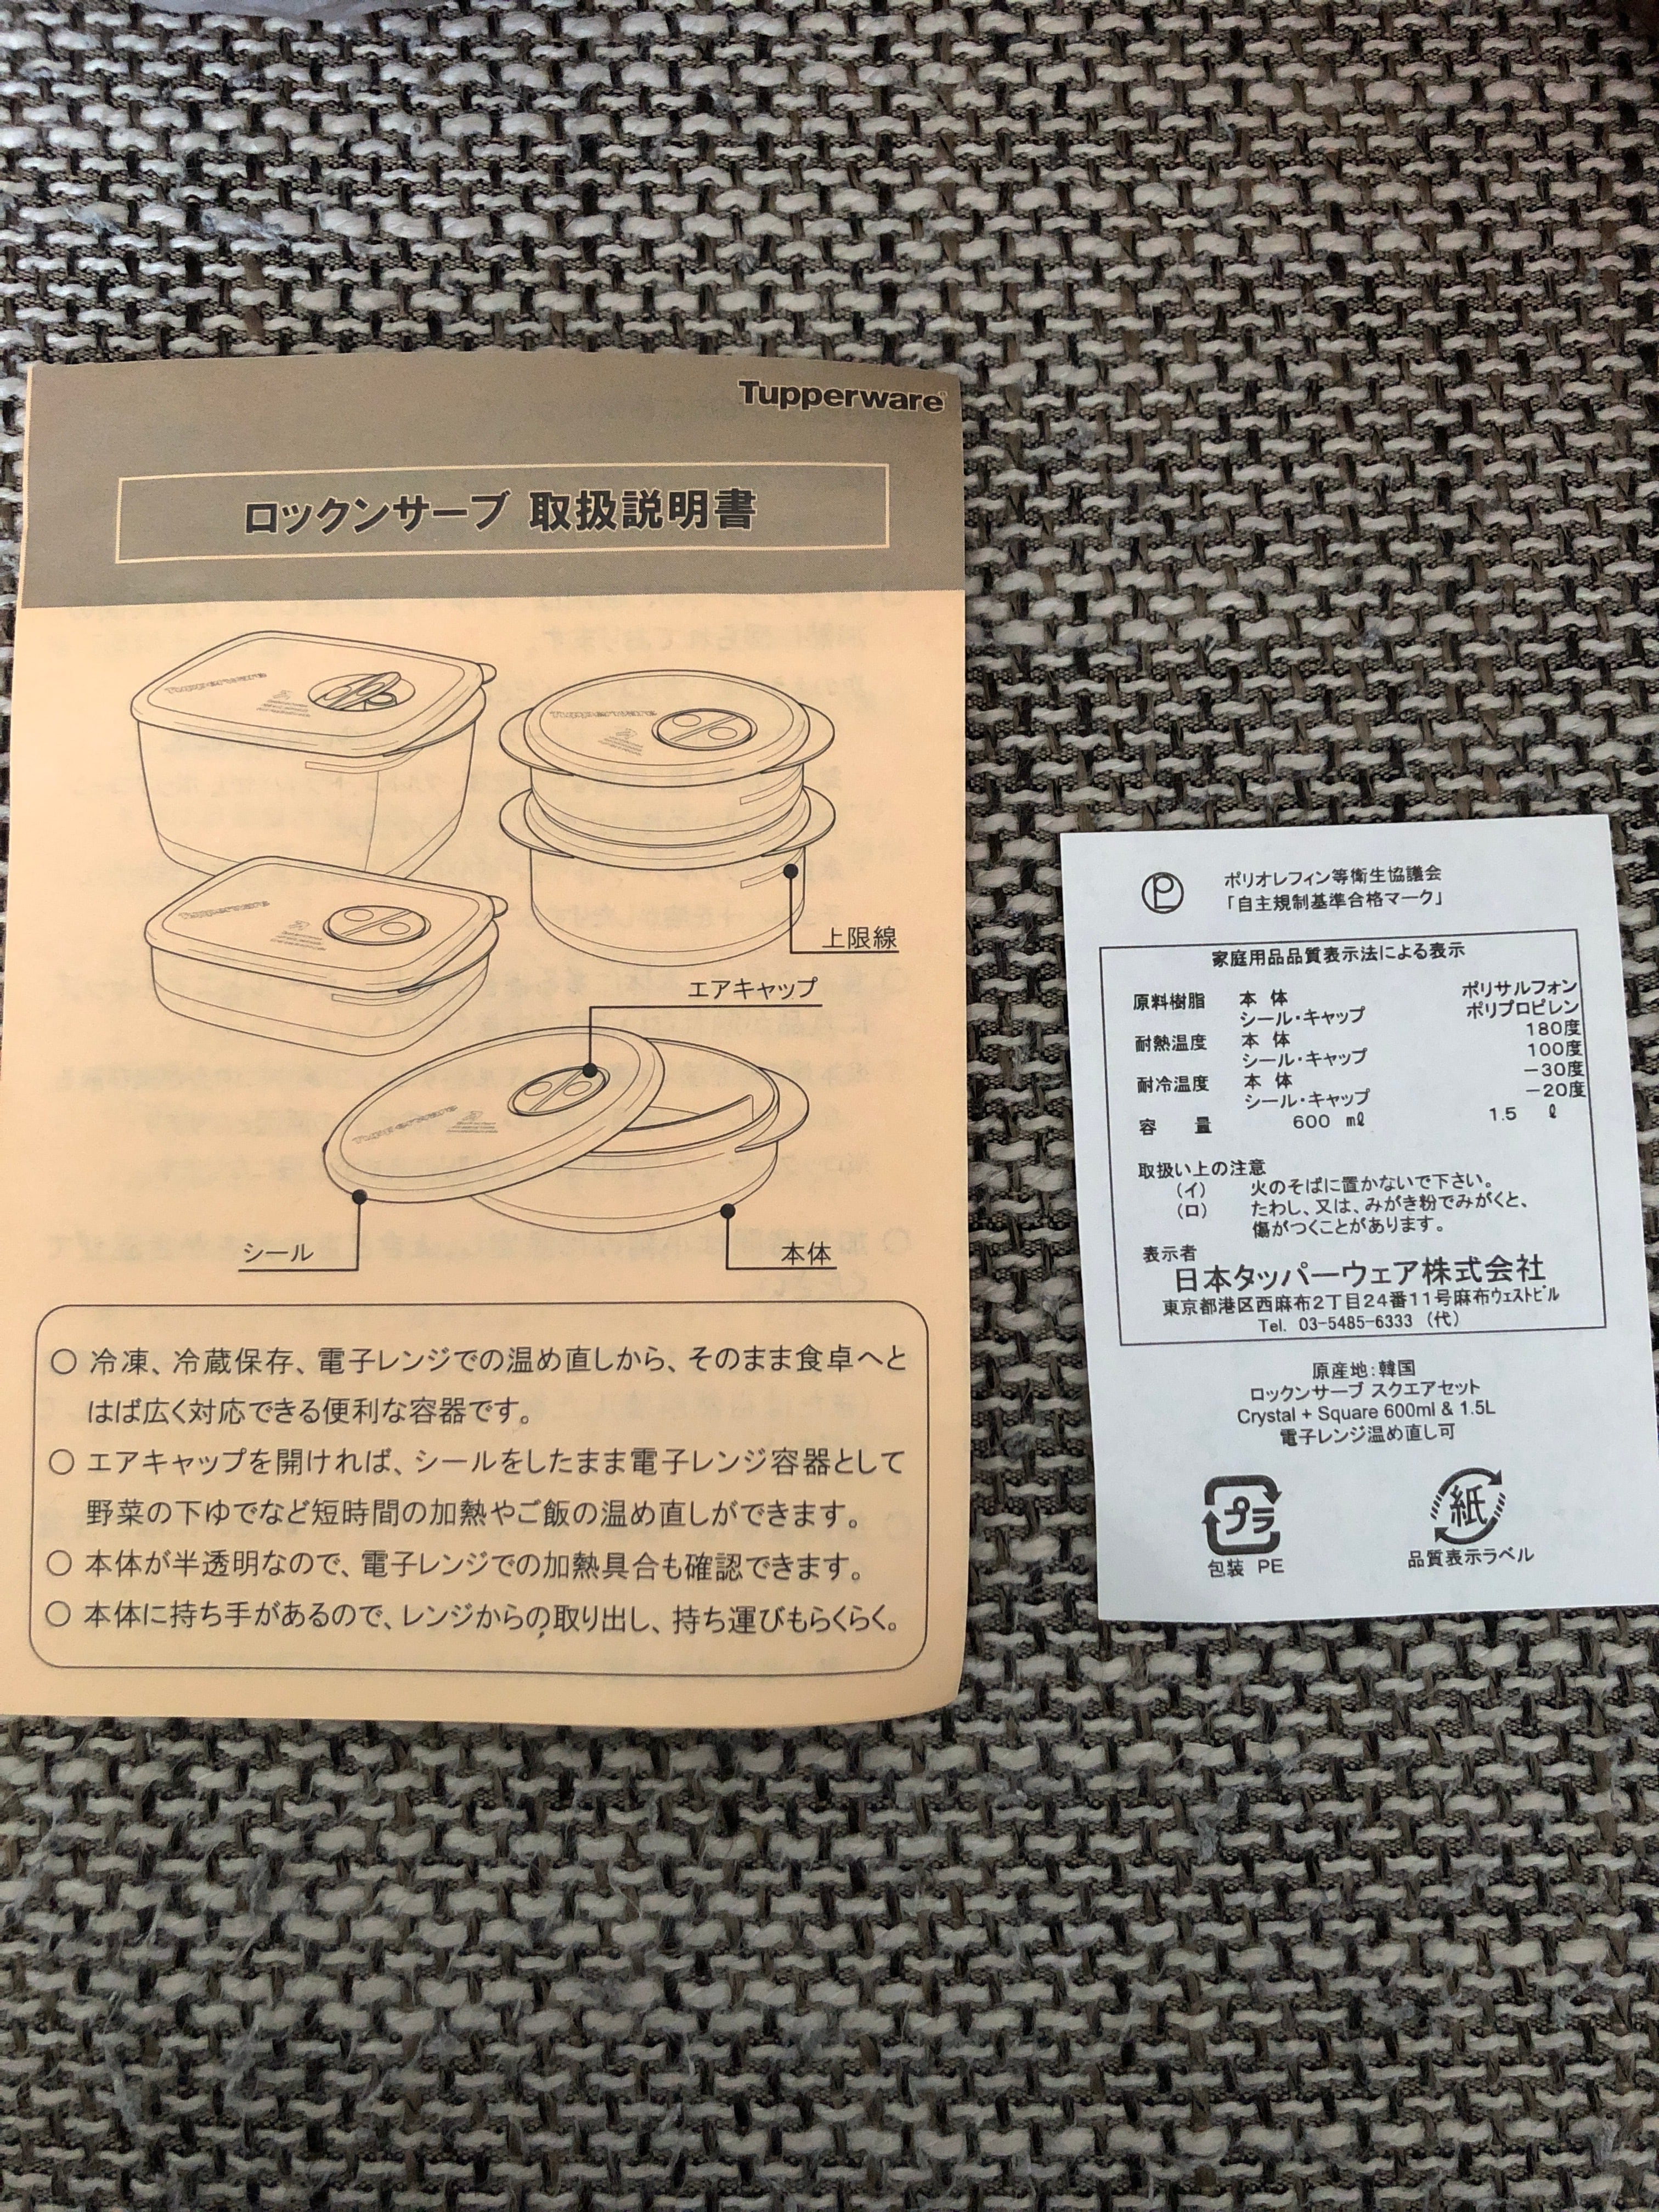 Tupperware
ロックンサーブ 取扱説明書
上限線
エアキャップ
シール
本体
○ 冷凍、冷蔵保存、電子レンジでの温め直しから、そのまま食卓へと
はば広く対応できる便利な容器です。
○ エアキャップを開ければ、シールをしたまま電子レンジ容器として
野菜の下ゆでなど短時間の加熱やご飯の温め直しができます。
○ 本体が半透明なので、電子レンジでの加熱具合も確認できます。
○ 本体に持ち手があるので、レンジからの取り出し、持ち運びもらくらく。
ポリオレフィン等衛生協議会
「自主規制基準合格マーク」
家庭用品品質表示法による表示
原料樹脂 本 体 ポリサルフォン
シール・キャップ ポリプロピレン
耐熱温度 本 体 180度
シール・キャップ 100度
耐冷温度 本 体 −30度
シール・キャップ −20度
容 量 600 ㎖ 1.5 ℓ
取扱い上の注意
(イ) 火のそばに置かないで下さい。
(ロ) たわし、又は、みがき粉でみがくと、
傷がつくことがあります。
表示者
日本タッパーウェア株式会社
東京都港区西麻布2丁目24番11号麻布ウェストビル
Tel. 03-5485-6333 (代)
原産地：韓国
ロックンサーブ スクエアセット
Crystal + Square 600ml & 1.5L
電子レンジ温め直し可
プラ 紙
包装 PE 品質表示ラベル